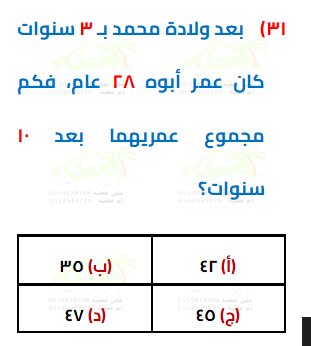 ٣١) بعد ولادة محمد بـ ٣ سنوات
كان عمر أبوه ٢٨ عام، فكم
مجموع عمريهما بعد ١٠
سنوات؟
(أ) ٤٢ (ب) ٣٥
(ج) ٤٥ (د) ٤٧